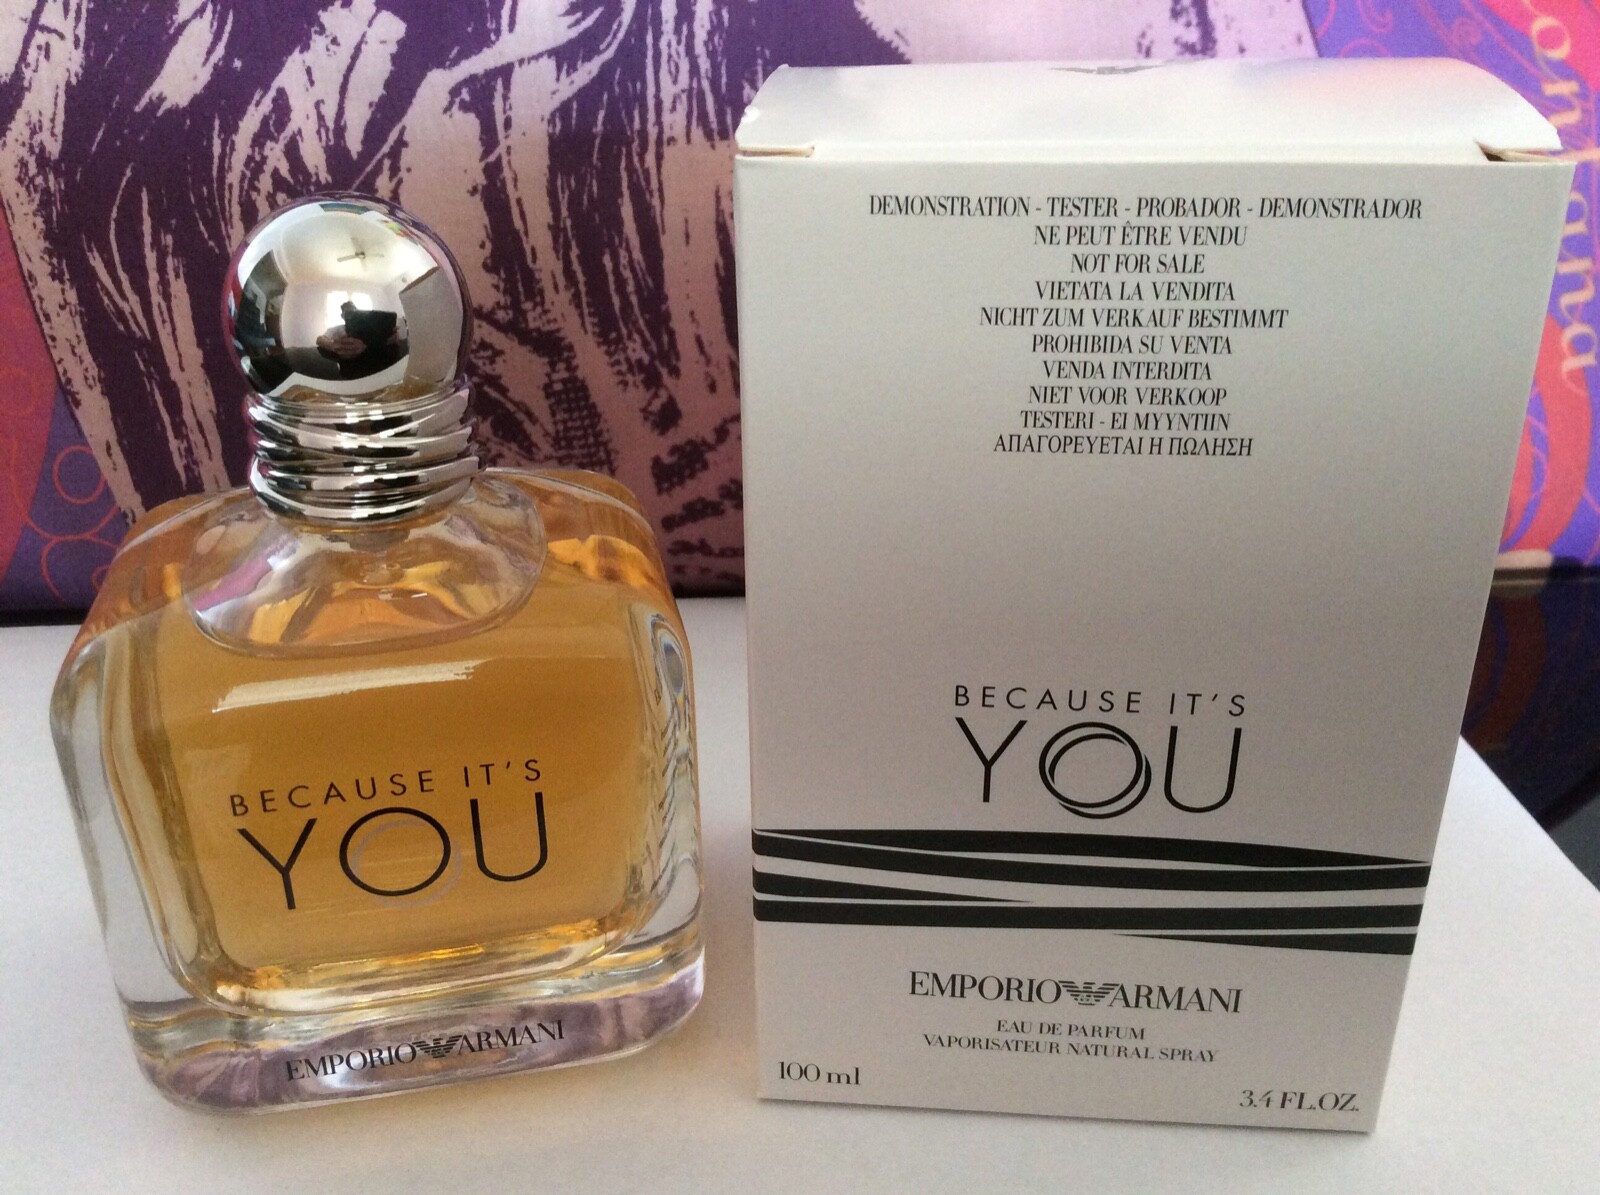 BECAUSE IT'S
YOU
EMPORIO ARMANI
DEMONSTRATION - TESTER - PROBADOR - DEMONSTRADOR
NE PEUT ÊTRE VENDU
NOT FOR SALE
VIETATA LA VENDITA
NICHT ZUM VERKAUF BESTIMMT
PROHIBIDA SU VENTA
VENDA INTERDITA
NIET VOOR VERKOOP
TESTERI - EI MYYNTIIN
ΑΠΑΓΟΡΕΥΕΤΑΙ Η ΠΩΛΗΣΗ
BECAUSE IT'S
YOU
EMPORIO ARMANI
EAU DE PARFUM
VAPORISATEUR NATURAL SPRAY
100 ml
3.4 FL.OZ.